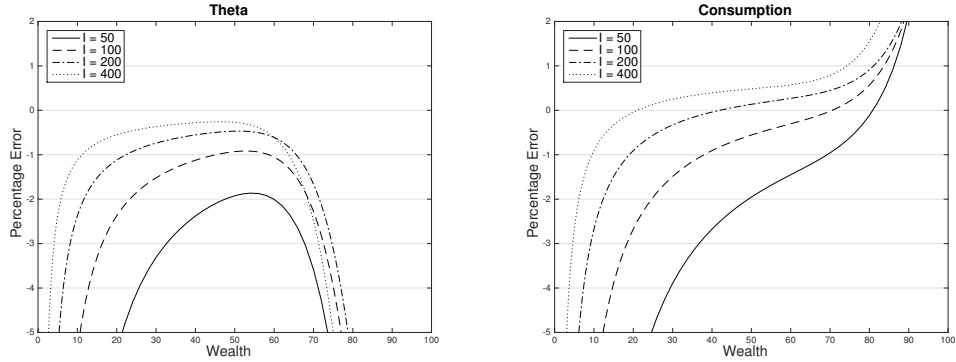 Theta
2
1
0
-1
-2
-3
-4
-5
Percentage Error
I = 50
I = 100
I = 200
I = 400
0 10 20 30 40 50 60 70 80 90 100
Wealth
Consumption
2
1
0
-1
-2
-3
-4
-5
Percentage Error
I = 50
I = 100
I = 200
I = 400
0 10 20 30 40 50 60 70 80 90 100
Wealth